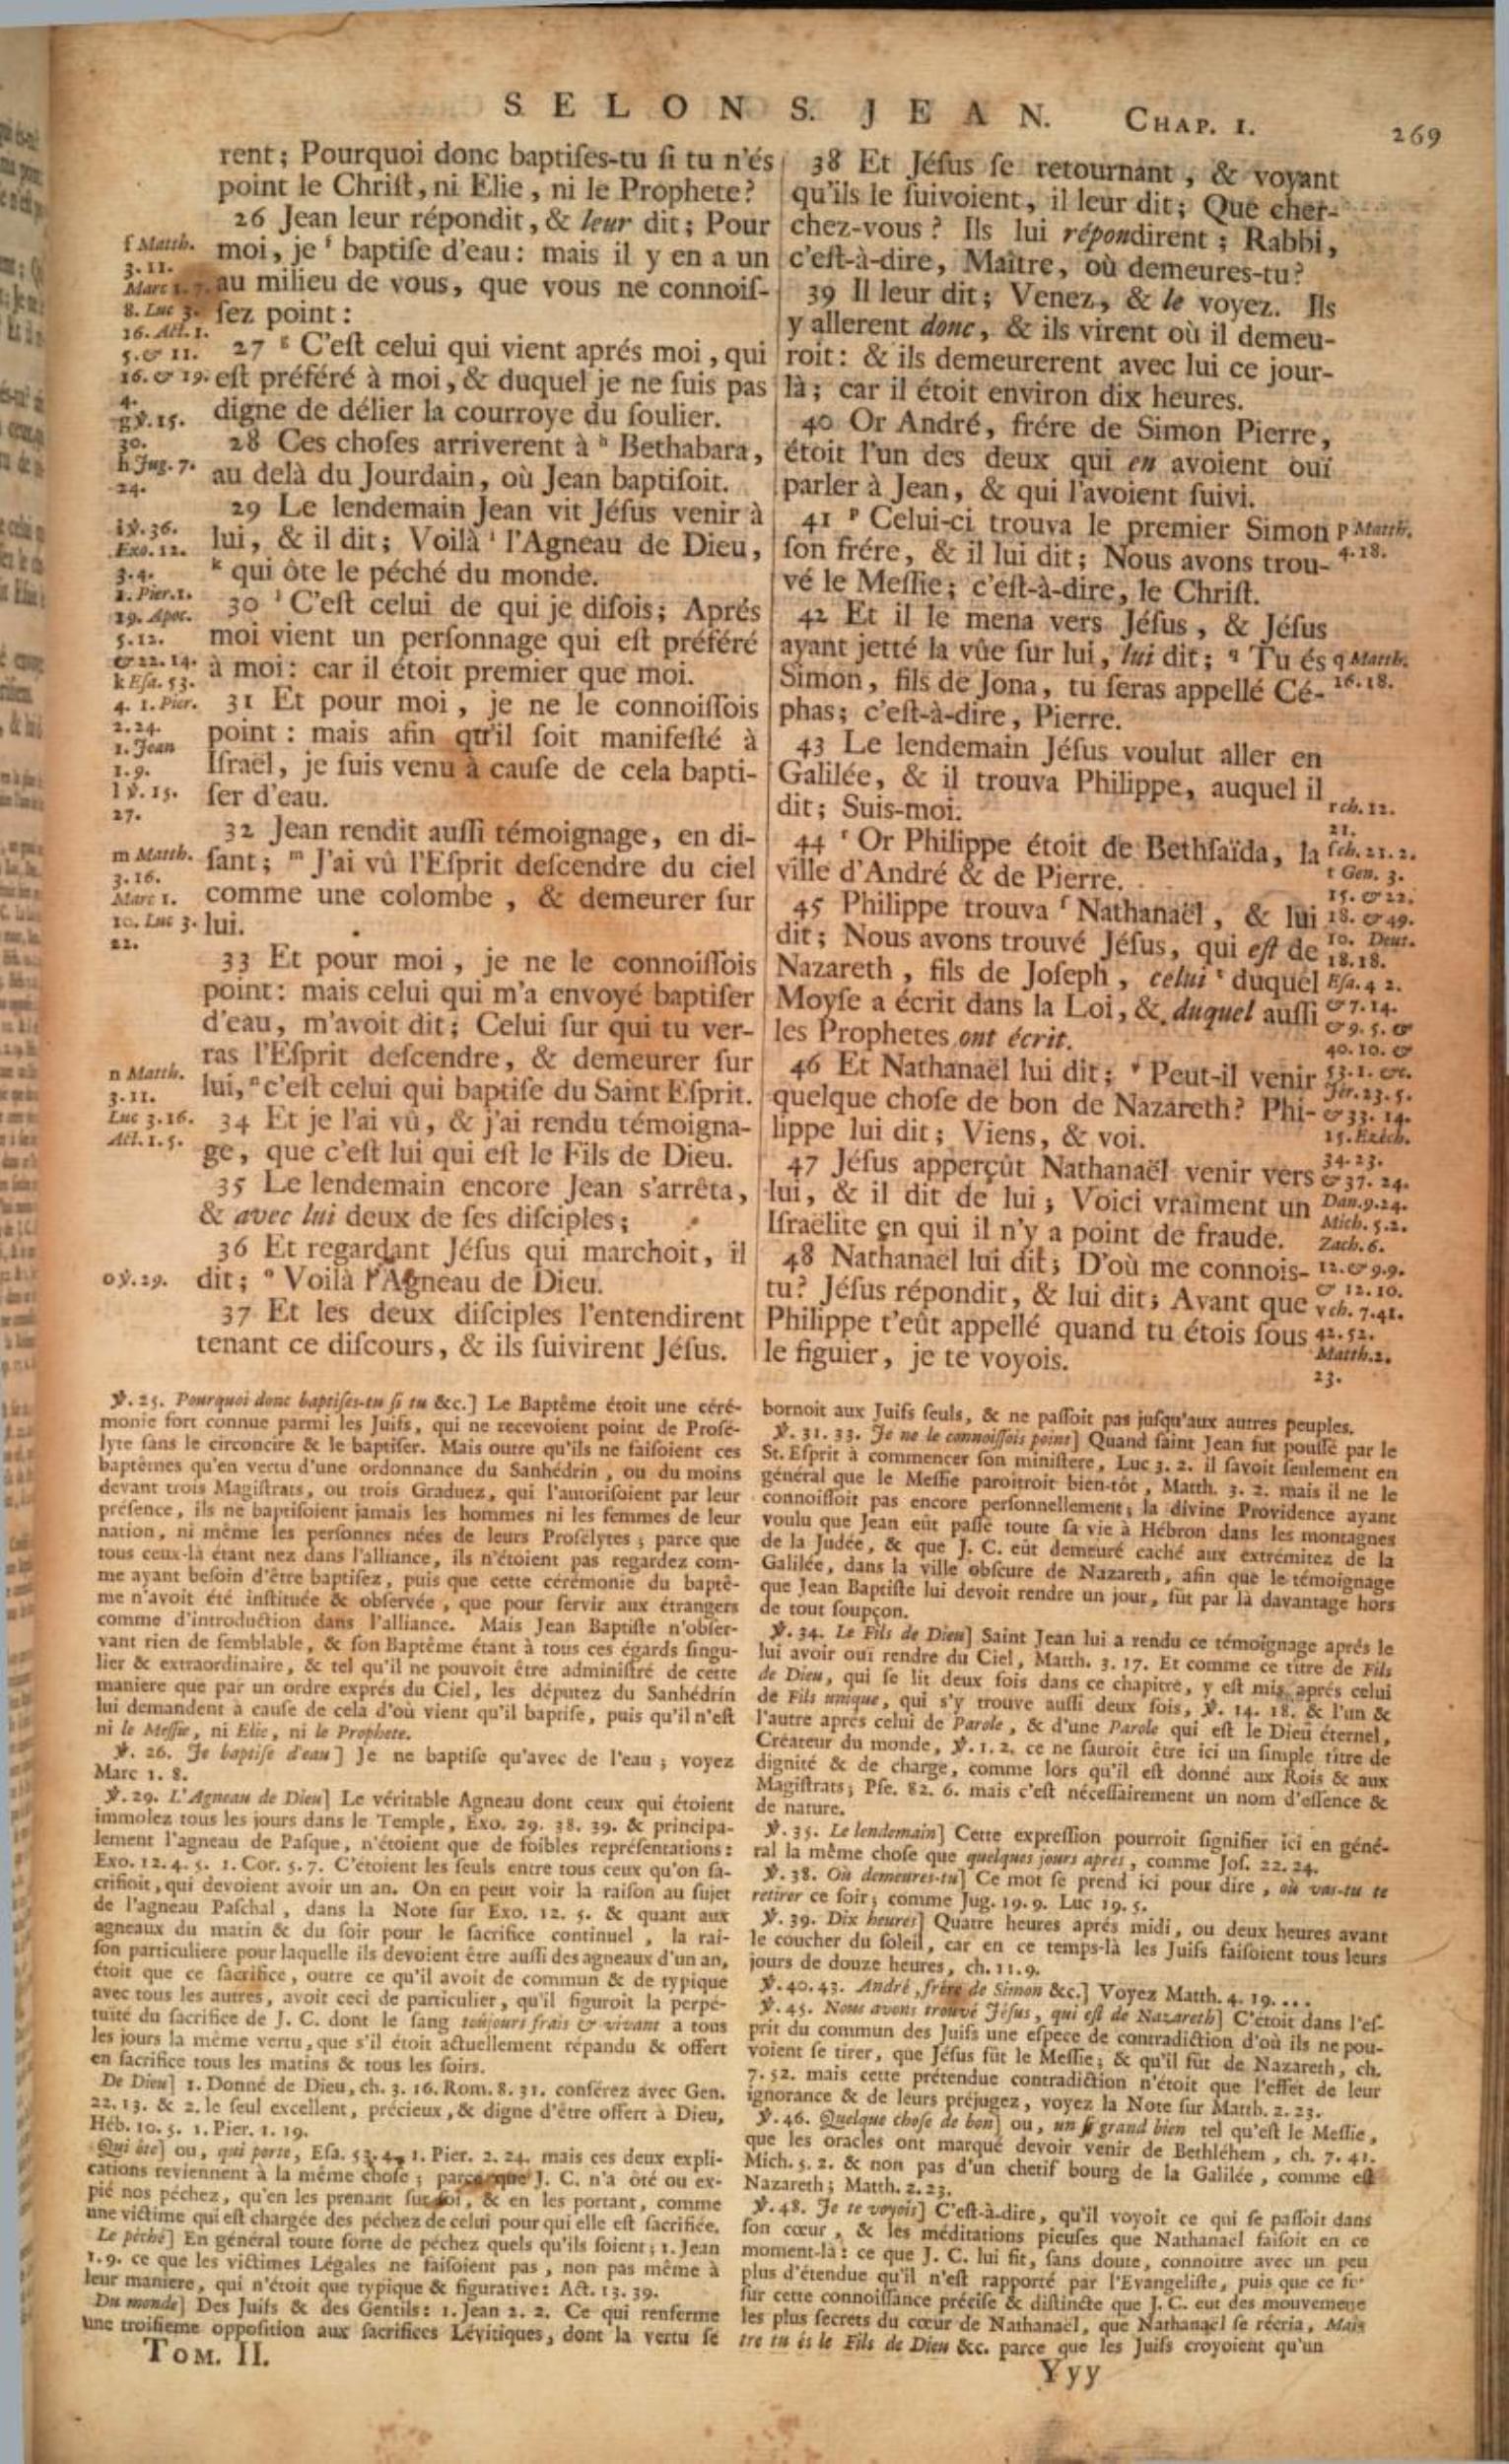 SELON S. JEAN. CHAP. I. 269
rent; Pourquoi donc baptiſes-tu ſi tu n'és
point le Chriſt, ni Elie, ni le Prophete?
26 Jean leur répondit, & leur dit; Pour
moi, je ᶠ baptiſe d'eau: mais il y en a un
au milieu de vous, que vous ne connoiſ-
ſez point:
27 ᵍ C'eſt celui qui vient aprés moi, qui
eſt préféré à moi, & duquel je ne ſuis pas
digne de délier la courroye du ſoulier.
28 Ces choſes arriverent à ʰ Bethabara,
au delà du Jourdain, où Jean baptiſoit.
29 Le lendemain Jean vit Jéſus venir à
lui, & il dit; Voilà ⁱ l'Agneau de Dieu,
ᵏ qui ôte le péché du monde.
30 ˡ C'eſt celui de qui je diſois; Aprés
moi vient un perſonnage qui eſt préféré
à moi: car il étoit premier que moi.
31 Et pour moi, je ne le connoiſſois
point: mais afin qu'il ſoit manifeſté à
Iſraël, je ſuis venu à cauſe de cela bapti-
ſer d'eau.
32 Jean rendit auſſi témoignage, en di-
ſant; ᵐ J'ai vû l'Eſprit deſcendre du ciel
comme une colombe, & demeurer ſur
lui.
33 Et pour moi, je ne le connoiſſois
point: mais celui qui m'a envoyé baptiſer
d'eau, m'avoit dit; Celui ſur qui tu ver-
ras l'Eſprit deſcendre, & demeurer ſur
lui, ⁿ c'eſt celui qui baptiſe du Saint Eſprit.
34 Et je l'ai vû, & j'ai rendu témoigna-
ge, que c'eſt lui qui eſt le Fils de Dieu.
35 Le lendemain encore Jean s'arrêta,
& avec lui deux de ſes diſciples;
36 Et regardant Jéſus qui marchoit, il
dit; ᵒ Voilà l'Agneau de Dieu.
37 Et les deux diſciples l'entendirent
tenant ce diſcours, & ils ſuivirent Jéſus.
f Matth.
3. 11.
Marc 1. 7.
8. Luc 3.
16. Act. 1.
5. & 11.
16. & 19.
4.
g ℣. 15.
30.
h Jug. 7.
24.
i ℣. 36.
Exo. 12.
3. 4.
1. Pier. 1.
19. Apoc.
5. 12.
& 22. 14.
k Eſa. 53.
4. 1. Pier.
2. 24.
1. Jean
1. 9.
l ℣. 15.
27.
m Matth.
3. 16.
Marc 1.
10. Luc 3.
22.
n Matth.
3. 11.
Luc 3. 16.
Act. 1. 5.
o ℣. 29.
38 Et Jéſus ſe retournant, & voyant
qu'ils le ſuivoient, il leur dit; Que cher-
chez-vous? Ils lui répondirent; Rabbi,
c'eſt-à-dire, Maître, où demeures-tu?
39 Il leur dit; Venez, & le voyez. Ils
y allerent donc, & ils virent où il demeu-
roit: & ils demeurerent avec lui ce jour-
là; car il étoit environ dix heures.
40 Or André, frére de Simon Pierre,
étoit l'un des deux qui en avoient ouï
parler à Jean, & qui l'avoient ſuivi.
41 ᵖ Celui-ci trouva le premier Simon
ſon frére, & il lui dit; Nous avons trou-
vé le Meſſie; c'eſt-à-dire, le Chriſt.
42 Et il le mena vers Jéſus, & Jéſus
ayant jetté la vûe ſur lui, lui dit; q Tu és
Simon, fils de Jona, tu ſeras appellé Cé-
phas; c'eſt-à-dire, Pierre.
43 Le lendemain Jéſus voulut aller en
Galilée, & il trouva Philippe, auquel il
dit; Suis-moi.
44 ʳ Or Philippe étoit de Bethſaïda, la
ville d'André & de Pierre.
45 Philippe trouva ſ Nathanaël, & lui
dit; Nous avons trouvé Jéſus, qui eſt de
Nazareth, fils de Joſeph, celui ᵗ duquel
Moyſe a écrit dans la Loi, & duquel auſſi
les Prophetes ont écrit.
46 Et Nathanaël lui dit; ᵛ Peut-il venir
quelque choſe de bon de Nazareth? Phi-
lippe lui dit; Viens, & voi.
47 Jéſus apperçût Nathanaël venir vers
lui, & il dit de lui; Voici vraiment un
Iſraëlite en qui il n'y a point de fraude.
48 Nathanaël lui dit; D'où me connois-
tu? Jéſus répondit, & lui dit; Avant que
Philippe t'eût appellé quand tu étois ſous
le figuier, je te voyois.
p Matth.
4. 18.
q Matth.
16. 18.
r ch. 12.
21.
ſ ch. 21. 2.
t Gen. 3.
15. & 22.
18. & 49.
10. Deut.
18. 18.
Eſa. 4 2.
& 7. 14.
& 9. 5. &
40. 10. &
53. 1. &c.
Jér. 23. 5.
& 33. 14.
15. Ezéch.
34. 23.
& 37. 24.
Dan. 9. 24.
Mich. 5. 2.
Zach. 6.
12. & 9. 9.
& 12. 10.
v ch. 7. 41.
42. 52.
Matth. 2.
23.
℣. 25. Pourquoi donc baptiſes-tu ſi tu &c.] Le Baptême étoit une céré-
monie fort connue parmi les Juifs, qui ne recevoient point de Proſé-
lyte ſans le circoncire & le baptiſer. Mais outre qu'ils ne faiſoient ces
baptêmes qu'en vertu d'une ordonnance du Sanhédrin, ou du moins
devant trois Magiſtrats, ou trois Graduez, qui l'autoriſoient par leur
préſence, ils ne baptiſoient jamais les hommes ni les femmes de leur
nation, ni même les perſonnes nées de leurs Proſélytes; parce que
tous ceux-là étant nez dans l'alliance, ils n'étoient pas regardez com-
me ayant beſoin d'être baptiſez, puis que cette cérémonie du baptê-
me n'avoit été inſtituée & obſervée, que pour ſervir aux étrangers
comme d'introduction dans l'alliance. Mais Jean Baptiſte n'obſer-
vant rien de ſemblable, & ſon Baptême étant à tous ces égards ſingu-
lier & extraordinaire, & tel qu'il ne pouvoit être adminiſtré de cette
maniere que par un ordre exprés du Ciel, les députez du Sanhédrin
lui demandent à cauſe de cela d'où vient qu'il baptiſe, puis qu'il n'eſt
ni le Meſſie, ni Elie, ni le Prophete.
℣. 26. Je baptiſe d'eau] Je ne baptiſe qu'avec de l'eau; voyez
Marc 1. 8.
℣. 29. L'Agneau de Dieu] Le véritable Agneau dont ceux qui étoient
immolez tous les jours dans le Temple, Exo. 29. 38. 39. & principa-
lement l'agneau de Paſque, n'étoient que de foibles repréſentations:
Exo. 12. 4. 5. 1. Cor. 5. 7. C'étoient les ſeuls entre tous ceux qu'on ſa-
crifioit, qui devoient avoir un an. On en peut voir la raiſon au ſujet
de l'agneau Paſchal, dans la Note ſur Exo. 12. 5. & quant aux
agneaux du matin & du ſoir pour le ſacrifice continuel, la rai-
ſon particuliere pour laquelle ils devoient être auſſi des agneaux d'un an,
étoit que ce ſacrifice, outre ce qu'il avoit de commun & de typique
avec tous les autres, avoit ceci de particulier, qu'il figuroit la perpé-
tuité du ſacrifice de J. C. dont le ſang toujours frais & vivant a tous
les jours la même vertu, que s'il étoit actuellement répandu & offert
en ſacrifice tous les matins & tous les ſoirs.
De Dieu] 1. Donné de Dieu, ch. 3. 16. Rom. 8. 31. conférez avec Gen.
22. 13. & 2. le ſeul excellent, précieux, & digne d'être offert à Dieu,
Héb. 10. 5. 1. Pier. 1. 19.
Qui ôte] ou, qui porte, Eſa. 53. 4. 1. Pier. 2. 24. mais ces deux expli-
cations reviennent à la même choſe; parce que J. C. n'a ôté ou ex-
pié nos péchez, qu'en les prenant ſur ſoi, & en les portant, comme
une victime qui eſt chargée des péchez de celui pour qui elle eſt ſacrifiée.
Le péché] En général toute ſorte de péchez quels qu'ils ſoient; 1. Jean
1. 9. ce que les victimes Légales ne faiſoient pas, non pas même à
leur maniere, qui n'étoit que typique & figurative: Act. 13. 39.
Du monde] Des Juifs & des Gentils: 1. Jean 2. 2. Ce qui renferme
une troiſieme oppoſition aux ſacrifices Lévitiques, dont la vertu ſe
bornoit aux Juifs ſeuls, & ne paſſoit pas juſqu'aux autres peuples.
℣. 31. 33. Je ne le connoiſſois point] Quand ſaint Jean fut pouſſé par le
St. Eſprit à commencer ſon miniſtere, Luc 3. 2. il ſavoit ſeulement en
général que le Meſſie paroitroit bien-tôt, Matth. 3. 2. mais il ne le
connoiſſoit pas encore perſonnellement; la divine Providence ayant
voulu que Jean eût paſſé toute ſa vie à Hébron dans les montagnes
de la Judée, & que J. C. eût demeuré caché aux extrémitez de la
Galilée, dans la ville obſcure de Nazareth, afin que le témoignage
que Jean Baptiſte lui devoit rendre un jour, fût par là davantage hors
de tout ſoupçon.
℣. 34. Le Fils de Dieu] Saint Jean lui a rendu ce témoignage aprés le
lui avoir ouï rendre du Ciel, Matth. 3. 17. Et comme ce titre de Fils
de Dieu, qui ſe lit deux fois dans ce chapitre, y eſt mis aprés celui
de Fils unique, qui s'y trouve auſſi deux fois, ℣. 14. 18. & l'un &
l'autre aprés celui de Parole, & d'une Parole qui eſt le Dieu éternel,
Créateur du monde, ℣. 1. 2. ce ne ſauroit être ici un ſimple titre de
dignité & de charge, comme lors qu'il eſt donné aux Rois & aux
Magiſtrats; Pſe. 82. 6. mais c'eſt néceſſairement un nom d'eſſence &
de nature.
℣. 35. Le lendemain] Cette expreſſion pourroit ſignifier ici en géné-
ral la même choſe que quelques jours aprés, comme Joſ. 22. 24.
℣. 38. Où demeures-tu] Ce mot ſe prend ici pour dire, où vas-tu te
retirer ce ſoir; comme Jug. 19. 9. Luc 19. 5.
℣. 39. Dix heures] Quatre heures aprés midi, ou deux heures avant
le coucher du ſoleil, car en ce temps-là les Juifs faiſoient tous leurs
jours de douze heures, ch. 11. 9.
℣. 40. 43. André, frére de Simon &c.] Voyez Matth. 4. 19. ...
℣. 45. Nous avons trouvé Jéſus, qui eſt de Nazareth] C'étoit dans l'eſ-
prit du commun des Juifs une eſpece de contradiction d'où ils ne pou-
voient ſe tirer, que Jéſus fût le Meſſie; & qu'il fût de Nazareth, ch.
7. 52. mais cette prétendue contradiction n'étoit que l'effet de leur
ignorance & de leurs préjugez, voyez la Note ſur Matth. 2. 23.
℣. 46. Quelque choſe de bon] ou, un ſi grand bien tel qu'eſt le Meſſie,
que les oracles ont marqué devoir venir de Bethléhem, ch. 7. 41.
Mich. 5. 2. & non pas d'un chetif bourg de la Galilée, comme eſt
Nazareth; Matth. 2. 23.
℣. 48. Je te voyois] C'eſt-à-dire, qu'il voyoit ce qui ſe paſſoit dans
ſon cœur, & les méditations pieuſes que Nathanaël faiſoit en ce
moment-là: ce que J. C. lui fit, ſans doute, connoitre avec un peu
plus d'étendue qu'il n'eſt rapporté par l'Evangeliſte, puis que ce fu
ſur cette connoiſſance préciſe & diſtincte que J. C. eut des mouvemens
les plus ſecrets du cœur de Nathanaël, que Nathanaël ſe récria, Mais
tre tu és le Fils de Dieu &c. parce que les Juifs croyoient qu'un
TOM. II.
Yyy